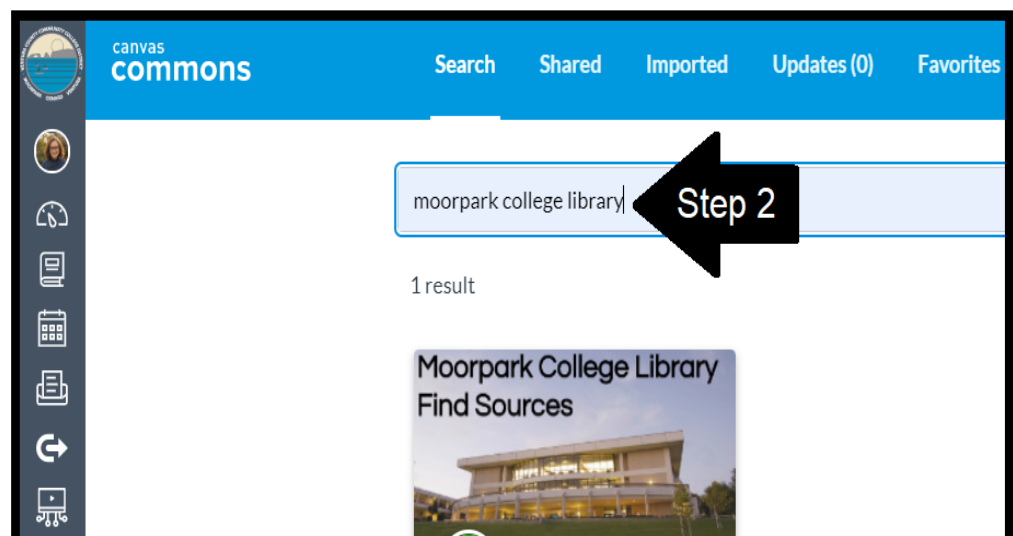 canvas
commons
Search Shared Imported Updates (0) Favorites
moorpark college library
Step 2
1 result
Moorpark College Library
Find Sources